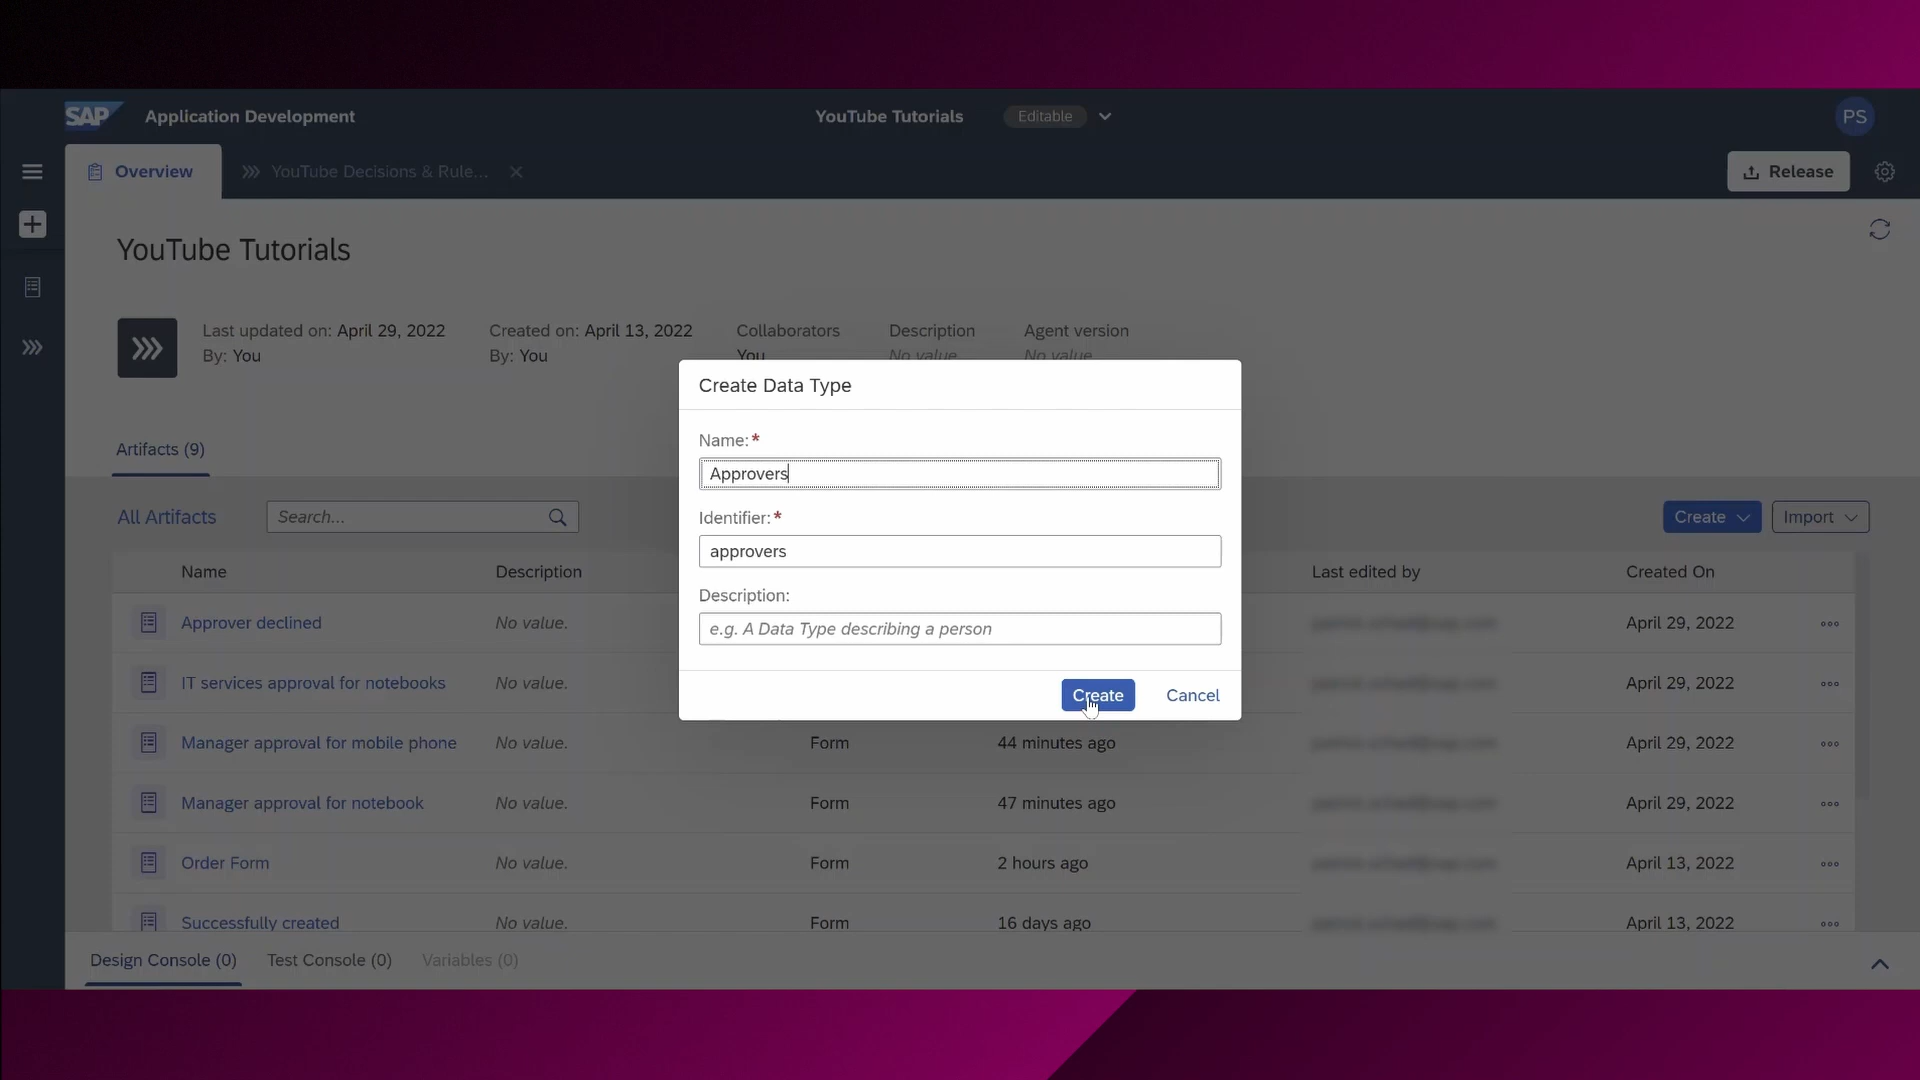 SAP Application Development YouTube Tutorials Editable PS
Overview YouTube Decisions & Rule... Release
YouTube Tutorials
Last updated on: April 29, 2022 Created on: April 13, 2022 Collaborators Description Agent version
By: You By: You You No value. No value.
Create Data Type
Name:*
Approvers
Identifier:*
approvers
Description:
e.g. A Data Type describing a person
Create Cancel
Artifacts (9)
All Artifacts Search... Create Import
Name Description Last edited by Created On
Approver declined No value. April 29, 2022
IT services approval for notebooks No value. April 29, 2022
Manager approval for mobile phone No value. Form 44 minutes ago April 29, 2022
Manager approval for notebook No value. Form 47 minutes ago April 29, 2022
Order Form No value. Form 2 hours ago April 13, 2022
Successfully created No value. Form 16 days ago April 13, 2022
Design Console (0) Test Console (0) Variables (0)